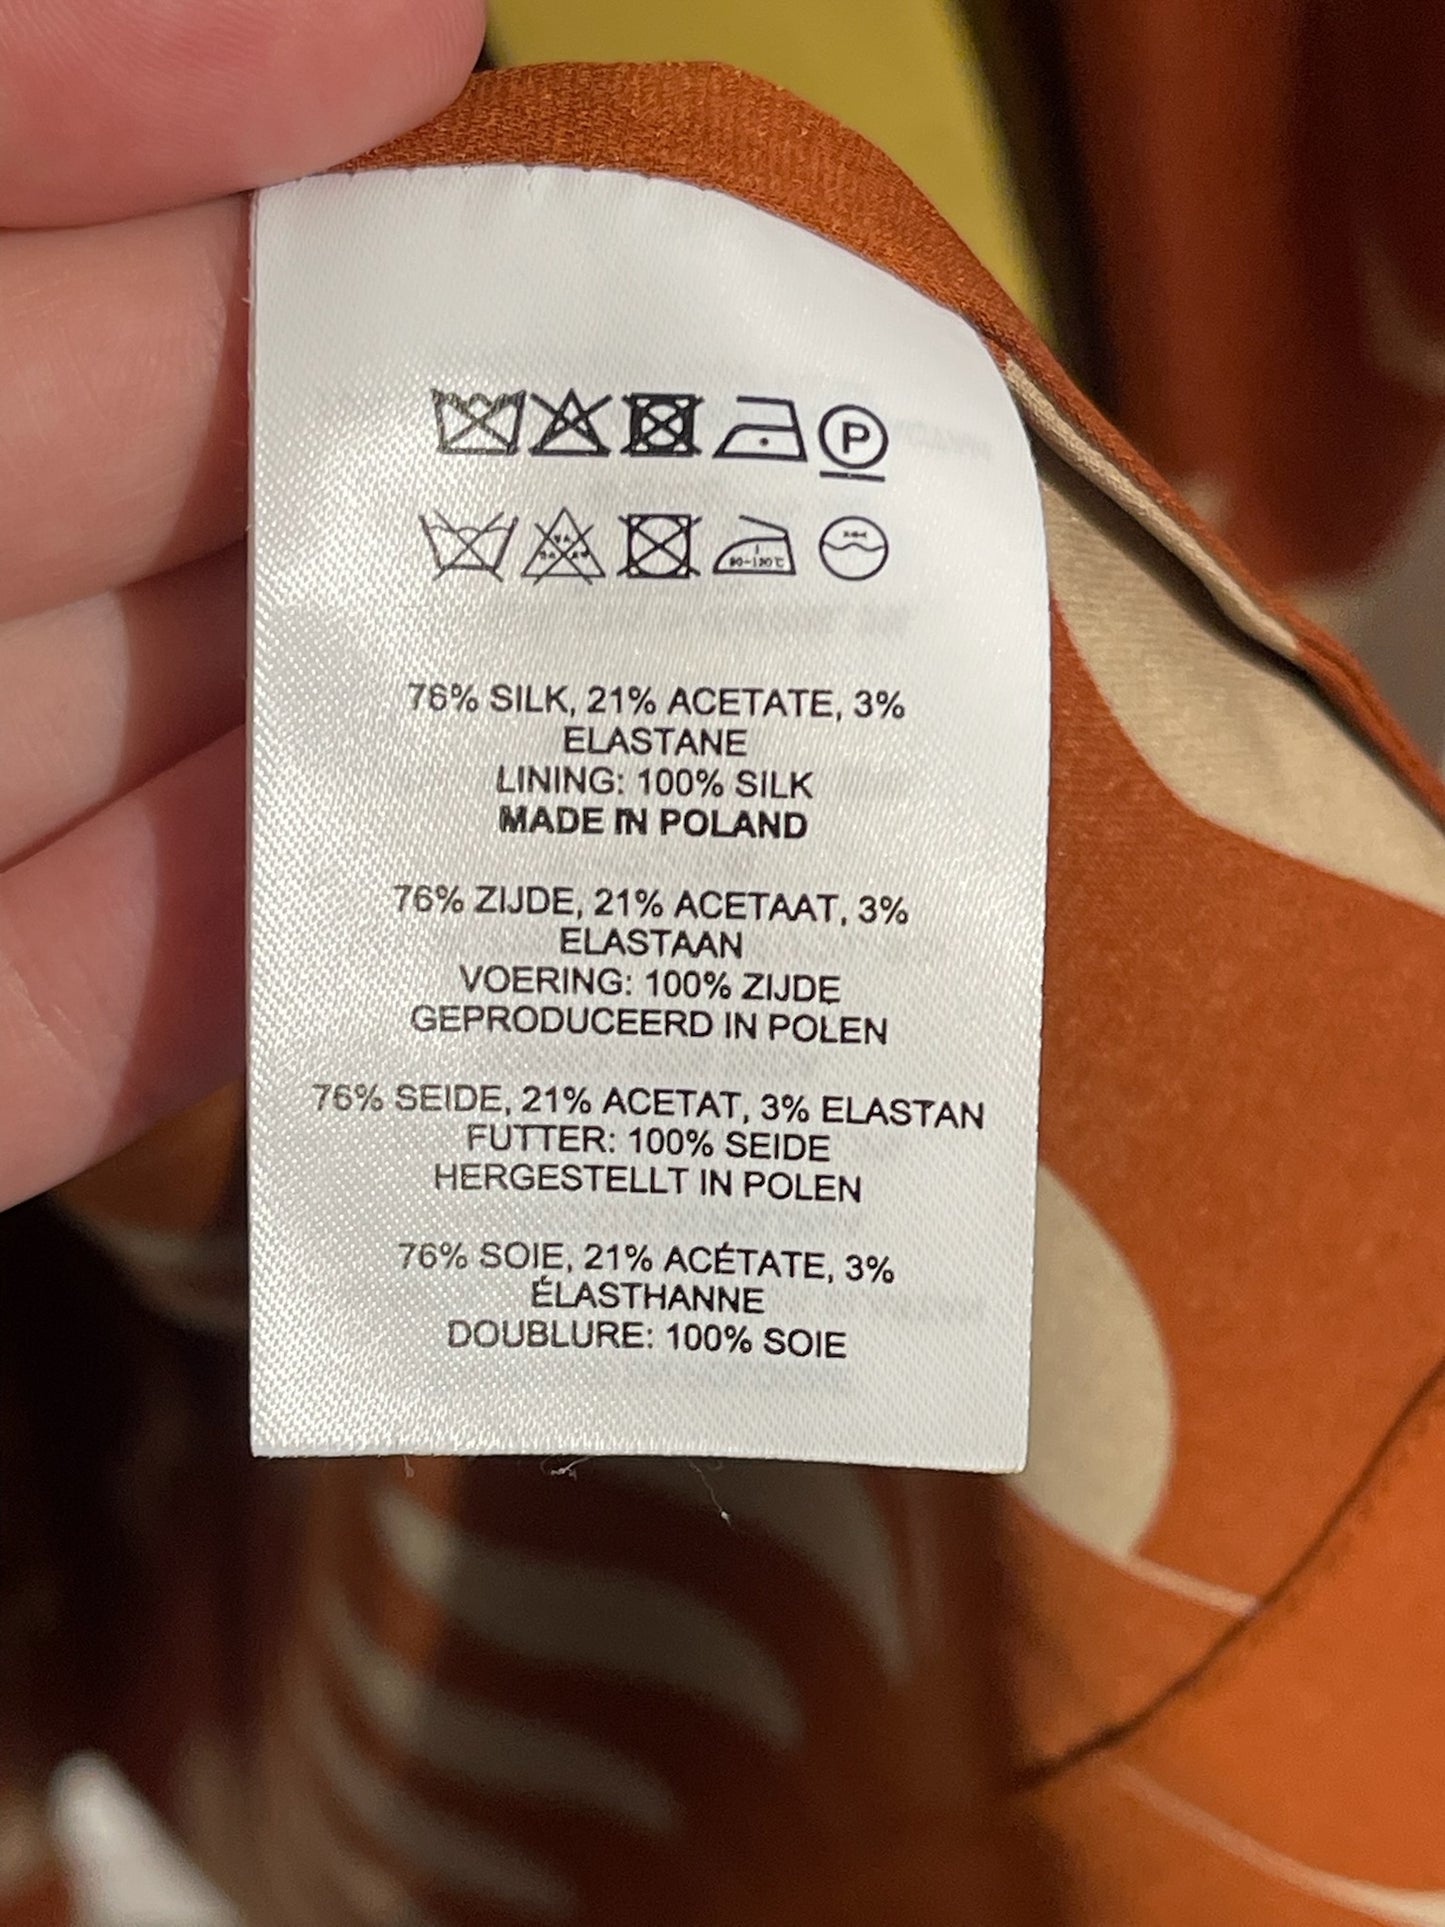 P
76% SILK, 21% ACETATE, 3%
ELASTANE
LINING: 100% SILK
MADE IN POLAND
76% ZIJDE, 21% ACETAAT, 3%
ELASTAAN
VOERING: 100% ZIJDE
GEPRODUCEERD IN POLEN
76% SEIDE, 21% ACETAT, 3% ELASTAN
FUTTER: 100% SEIDE
HERGESTELLT IN POLEN
76% SOIE, 21% ACÉTATE, 3%
ÉLASTHANNE
DOUBLURE: 100% SOIE